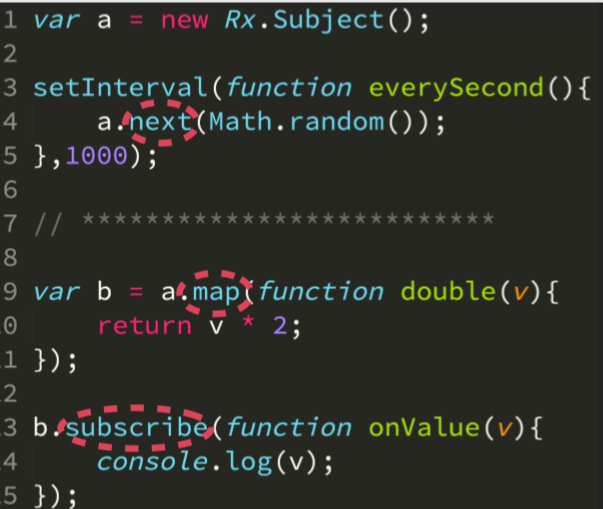 1 var a = new Rx.Subject();
2
3 setInterval(function everySecond(){
4 a.next(Math.random());
5 },1000);
6
7 // **************************
8
9 var b = a.map(function double(v){
0 return v * 2;
1 });
2
3 b.subscribe(function onValue(v){
4 console.log(v);
5 });